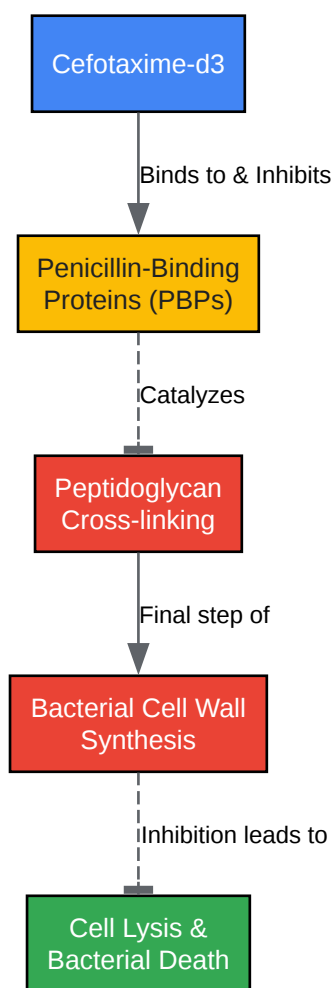 Cefotaxime-d3
Binds to & Inhibits
Penicillin-Binding
Proteins (PBPs)
Catalyzes
Peptidoglycan
Cross-linking
Final step of
Bacterial Cell Wall
Synthesis
Inhibition leads to
Cell Lysis &
Bacterial Death